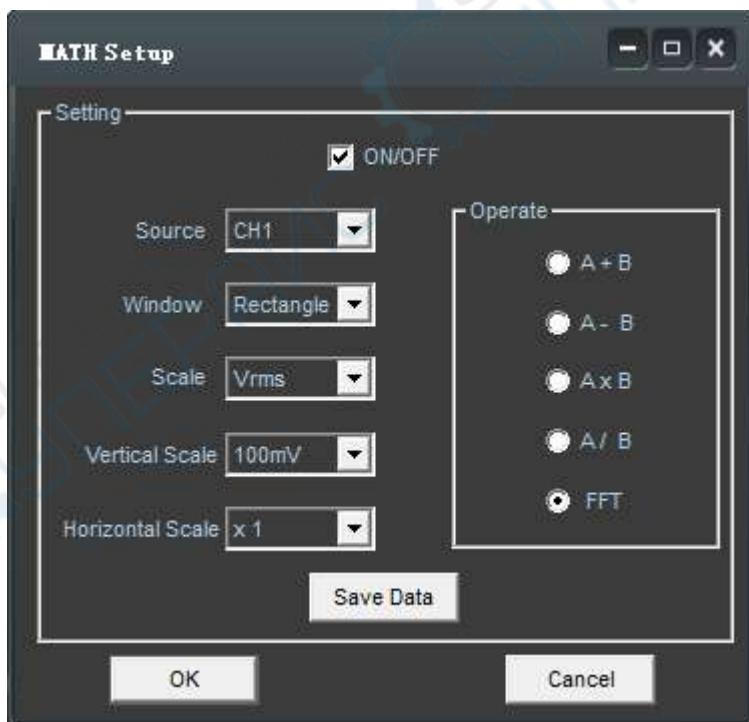 MATH Setup
Setting
ON/OFF
Source CH1
Window Rectangle
Scale Vrms
Vertical Scale 100mV
Horizontal Scale x 1
Operate
A + B
A - B
A x B
A / B
FFT
Save Data
OK Cancel